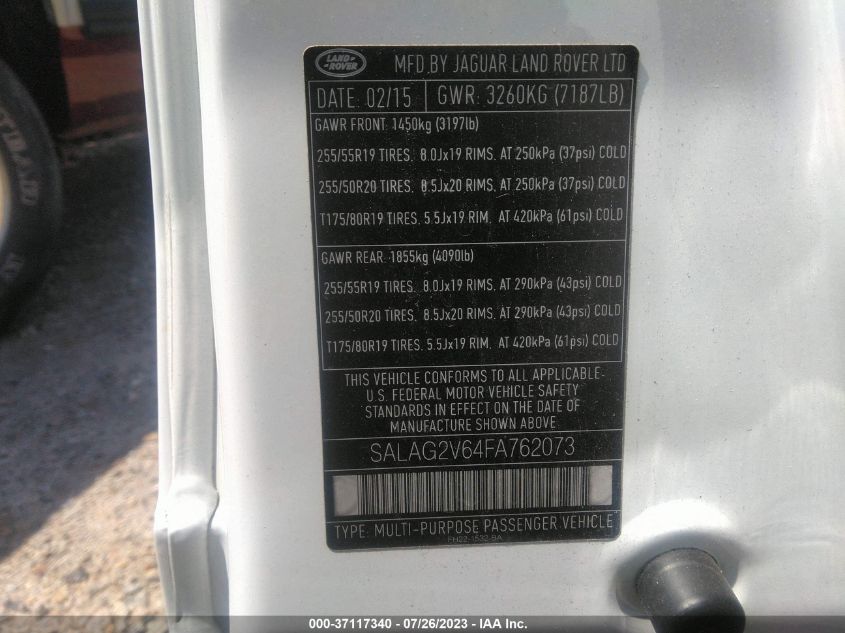 LAND
ROVER
MFD BY JAGUAR LAND ROVER LTD
DATE: 02/15 GWR: 3260KG (7187LB)
GAWR FRONT: 1450kg (3197lb)
255/55R19 TIRES. 8.0Jx19 RIMS. AT 250kPa (37psi) COLD
255/50R20 TIRES. 8.5Jx20 RIMS. AT 250kPa (37psi) COLD
T175/80R19 TIRES. 5.5Jx19 RIM. AT 420kPa (61psi) COLD
GAWR REAR: 1855kg (4090lb)
255/55R19 TIRES. 8.0Jx19 RIMS. AT 290kPa (43psi) COLD
255/50R20 TIRES. 8.5Jx20 RIMS. AT 290kPa (43psi) COLD
T175/80R19 TIRES. 5.5Jx19 RIM. AT 420kPa (61psi) COLD
THIS VEHICLE CONFORMS TO ALL APPLICABLE-
U.S. FEDERAL MOTOR VEHICLE SAFETY
STANDARDS IN EFFECT ON THE DATE OF
MANUFACTURE SHOWN ABOVE
SALAG2V64FA762073
TYPE: MULTI-PURPOSE PASSENGER VEHICLE
FH22-1532-BA
000-37117340 - 07/26/2023 - IAA Inc.